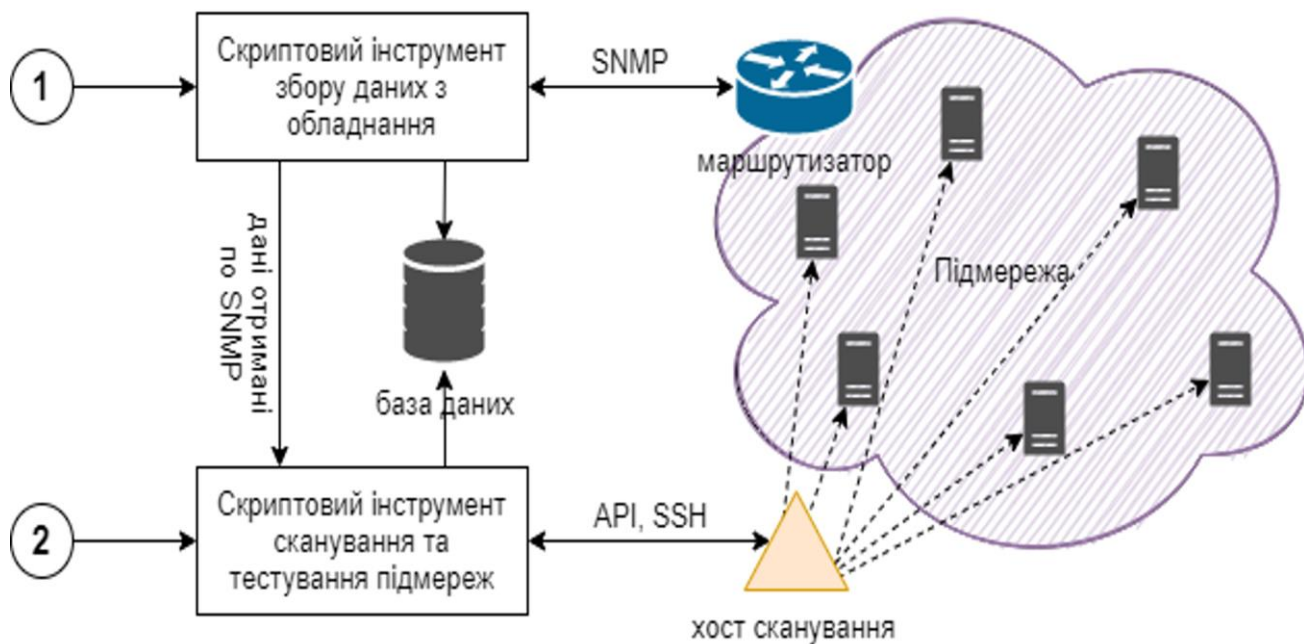 1
Скриптовий інструмент
збору даних з
обладнання
SNMP
маршрутизатор
Підмережа
дані отримані
по SNMP
база даних
2
Скриптовий інструмент
сканування та
тестування підмереж
API, SSH
хост сканування